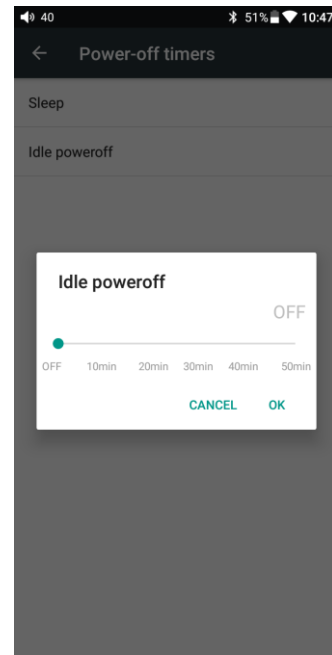 40 51% 10:47
Power-off timers
Sleep
Idle poweroff
Idle poweroff
OFF
OFF 10min 20min 30min 40min 50min
CANCEL OK